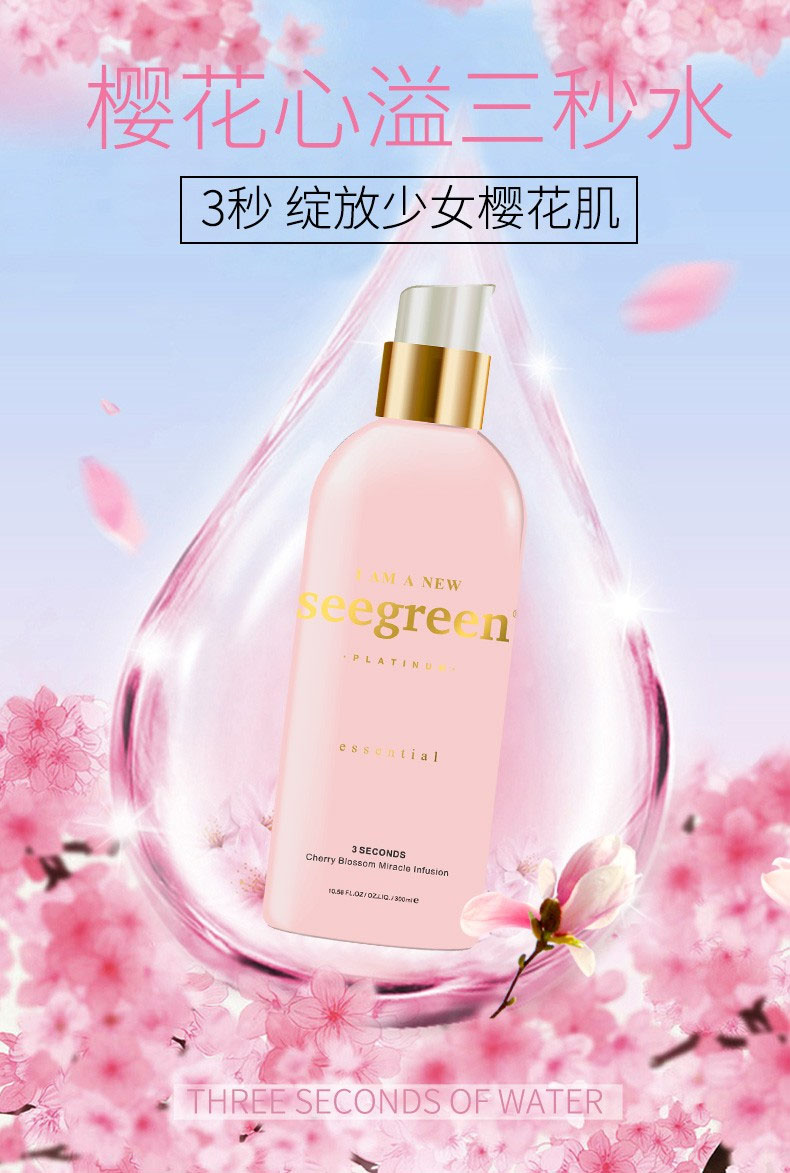 樱花心溢三秒水
3秒 绽放少女樱花肌
I AM A NEW
seegreen
·PLATINUM·
essential
3 SECONDS
Cherry Blossom Miracle Infusion
10.58 FL.OZ/OZ.LIQ./300ml e
THREE SECONDS OF WATER